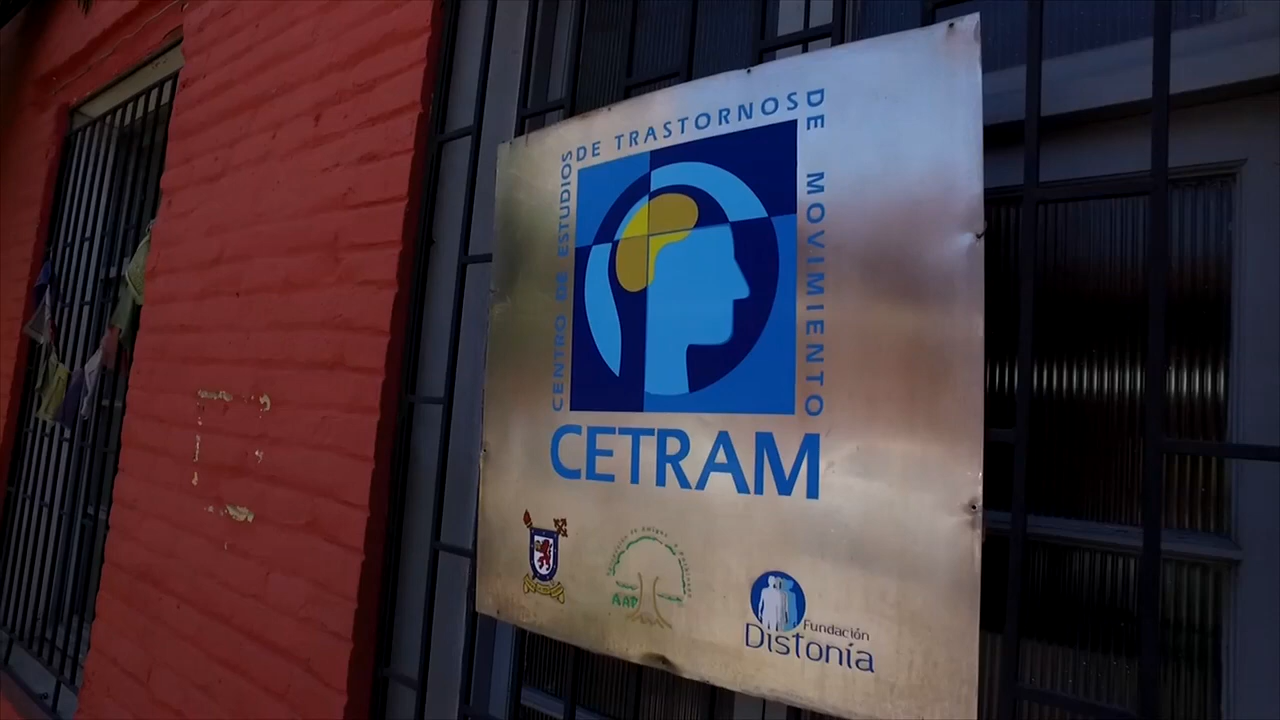 CENTRO DE ESTUDIOS
DE TRASTORNOS
DE MOVIMIENTO
CETRAM
AAP
Fundación
Distonía